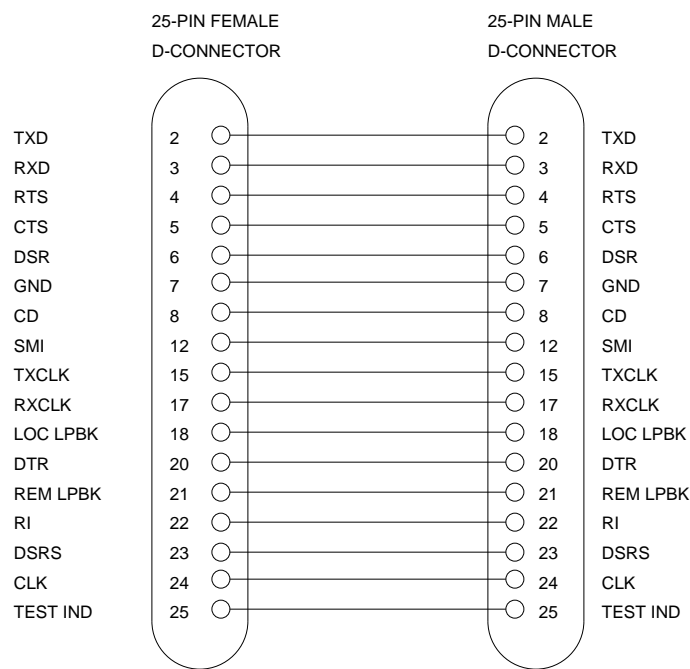 25-PIN FEMALE 25-PIN MALE
D-CONNECTOR D-CONNECTOR
TXD 2 2 TXD
RXD 3 3 RXD
RTS 4 4 RTS
CTS 5 5 CTS
DSR 6 6 DSR
GND 7 7 GND
CD 8 8 CD
SMI 12 12 SMI
TXCLK 15 15 TXCLK
RXCLK 17 17 RXCLK
LOC LPBK 18 18 LOC LPBK
DTR 20 20 DTR
REM LPBK 21 21 REM LPBK
RI 22 22 RI
DSRS 23 23 DSRS
CLK 24 24 CLK
TEST IND 25 25 TEST IND